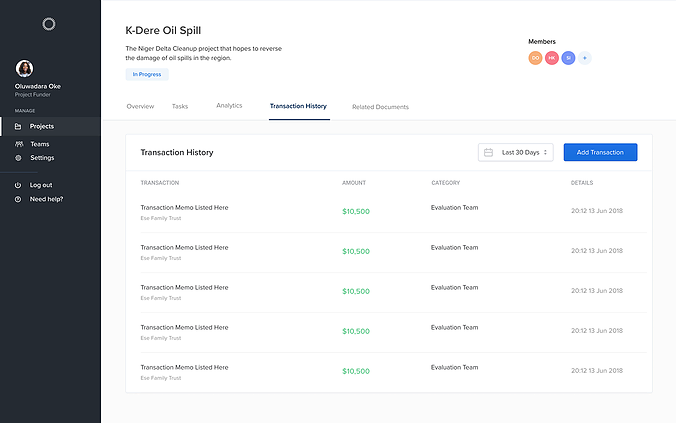 K-Dere Oil Spill
The Niger Delta Cleanup project that hopes to reverse
the damage of oil spills in the region.
In Progress
Members
OO HK SI +
Oluwadara Oke
Project Funder
MANAGE
Projects
Teams
Settings
Log out
Need help?
Overview Tasks Analytics Transaction History Related Documents
Transaction History Last 30 Days Add Transaction
TRANSACTION AMOUNT CATEGORY DETAILS
Transaction Memo Listed Here $10,500 Evaluation Team 20:12 13 Jun 2018
Ese Family Trust
Transaction Memo Listed Here $10,500 Evaluation Team 20:12 13 Jun 2018
Ese Family Trust
Transaction Memo Listed Here $10,500 Evaluation Team 20:12 13 Jun 2018
Ese Family Trust
Transaction Memo Listed Here $10,500 Evaluation Team 20:12 13 Jun 2018
Ese Family Trust
Transaction Memo Listed Here $10,500 Evaluation Team 20:12 13 Jun 2018
Ese Family Trust